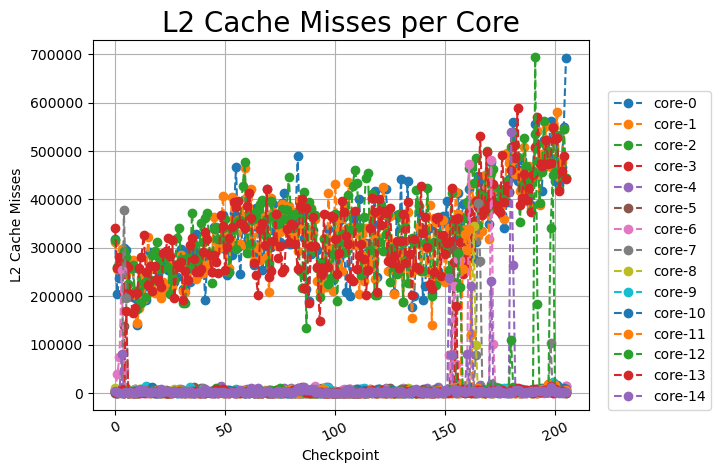 L2 Cache Misses per Core
700000
600000
500000
400000
300000
200000
100000
0
L2 Cache Misses
0
50
100
150
200
Checkpoint
core-0
core-1
core-2
core-3
core-4
core-5
core-6
core-7
core-8
core-9
core-10
core-11
core-12
core-13
core-14